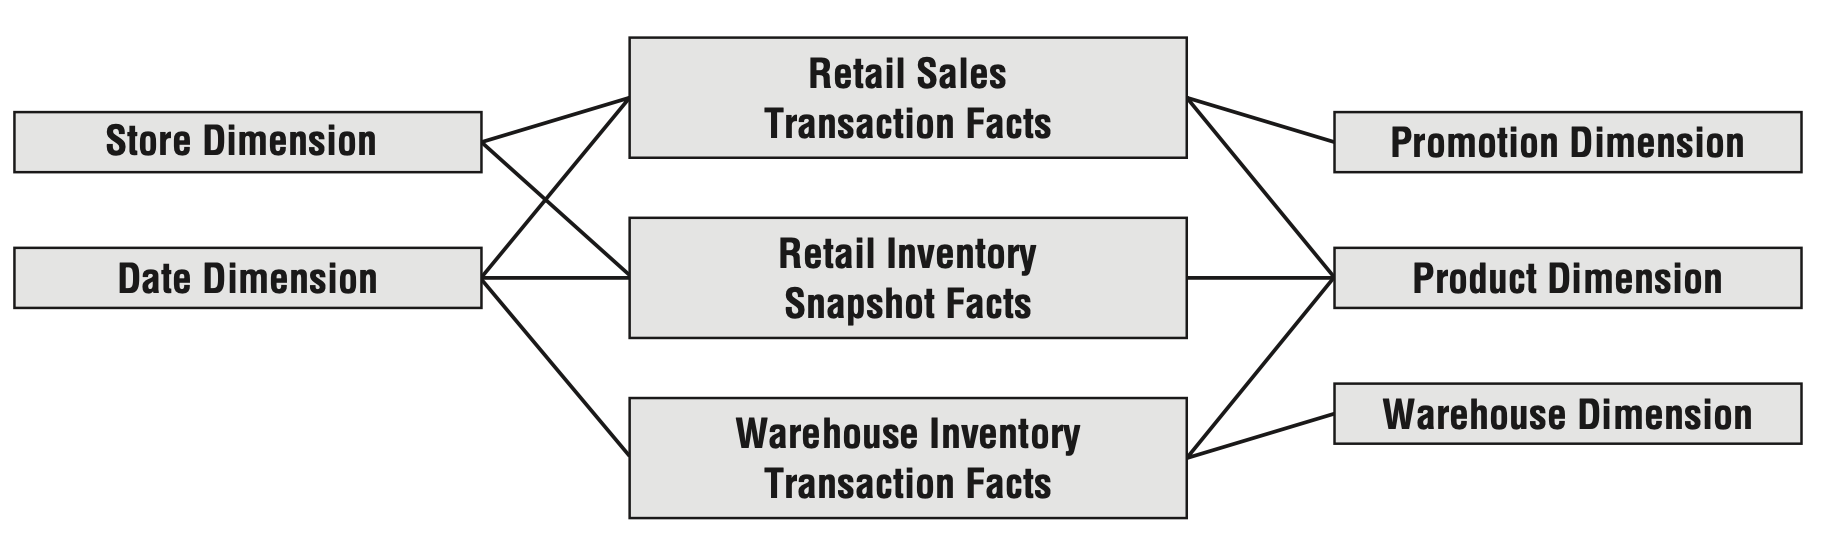 Store Dimension
Date Dimension
Retail Sales
Transaction Facts
Retail Inventory
Snapshot Facts
Warehouse Inventory
Transaction Facts
Promotion Dimension
Product Dimension
Warehouse Dimension